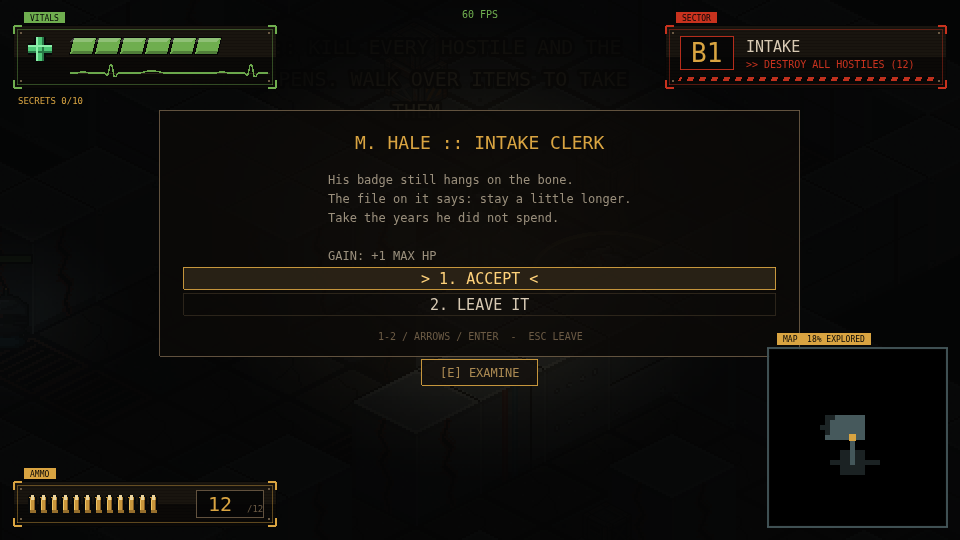 VITALS
60 FPS
SECTOR
B1
INTAKE
>> DESTROY ALL HOSTILES (12)
SECRETS 0/10
KILL EVERY HOSTILE AND THE
OPENS. WALK OVER ITEMS TO TAKE
THEM
M. HALE :: INTAKE CLERK
His badge still hangs on the bone.
The file on it says: stay a little longer.
Take the years he did not spend.
GAIN: +1 MAX HP
> 1. ACCEPT <
2. LEAVE IT
1-2 / ARROWS / ENTER - ESC LEAVE
[E] EXAMINE
MAP 18% EXPLORED
AMMO
12 /12